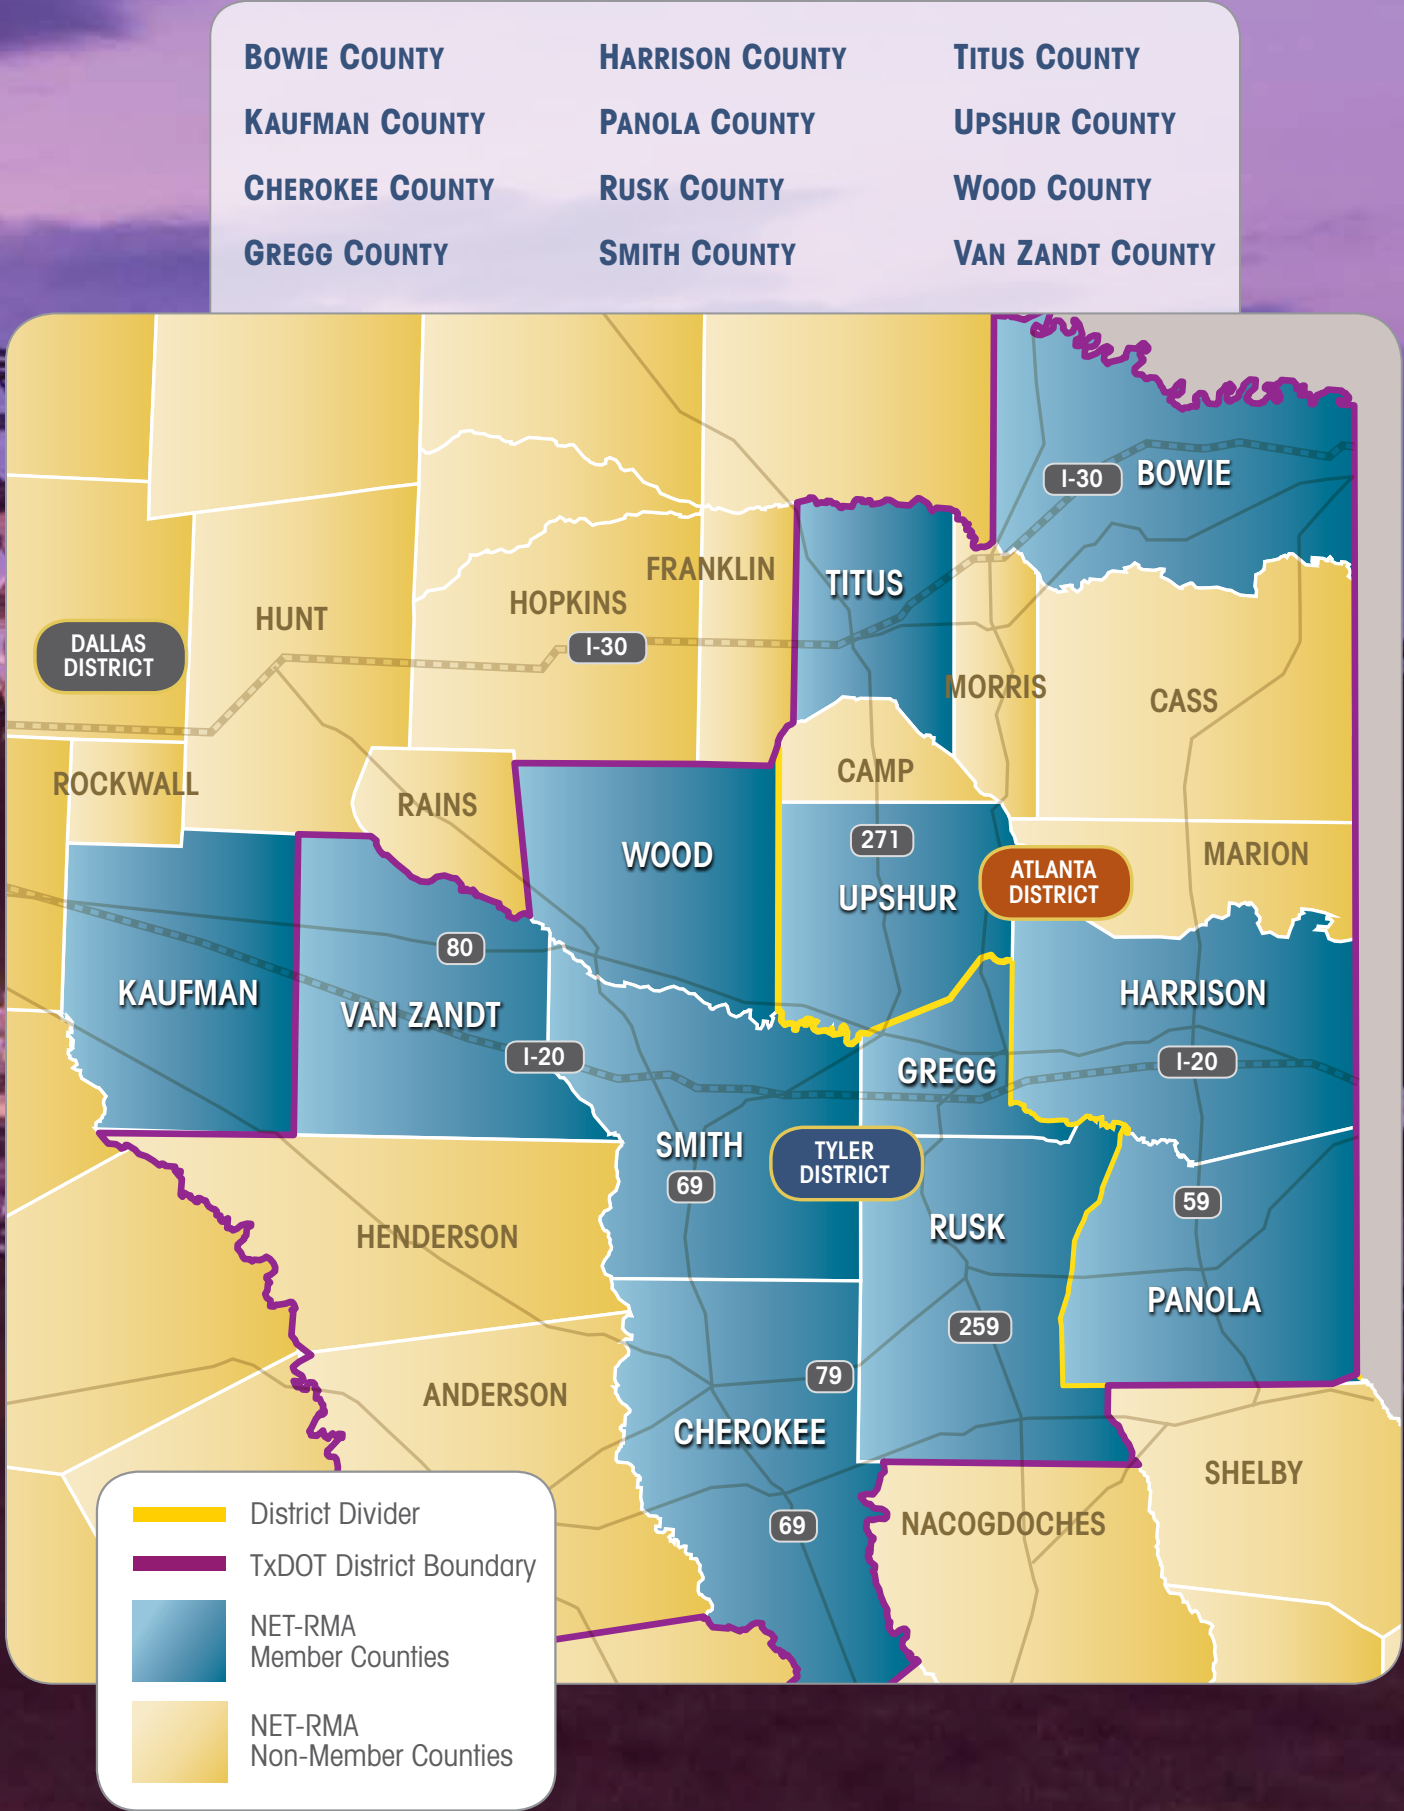 BOWIE COUNTY
KAUFMAN COUNTY
CHEROKEE COUNTY
GREGG COUNTY
HARRISON COUNTY
PANOLA COUNTY
RUSK COUNTY
SMITH COUNTY
TITUS COUNTY
UPSHUR COUNTY
WOOD COUNTY
VAN ZANDT COUNTY
I-30
BOWIE
FRANKLIN
TITUS
HOPKINS
HUNT
DALLAS
DISTRICT
I-30
MORRIS
CASS
CAMP
ROCKWALL
RAINS
271
WOOD
MARION
ATLANTA
DISTRICT
UPSHUR
80
KAUFMAN
VAN ZANDT
HARRISON
I-20
GREGG
I-20
SMITH
TYLER
DISTRICT
69
59
RUSK
HENDERSON
PANOLA
259
79
ANDERSON
CHEROKEE
SHELBY
69
NACOGDOCHES
District Divider
TxDOT District Boundary
NET-RMA
Member Counties
NET-RMA
Non-Member Counties